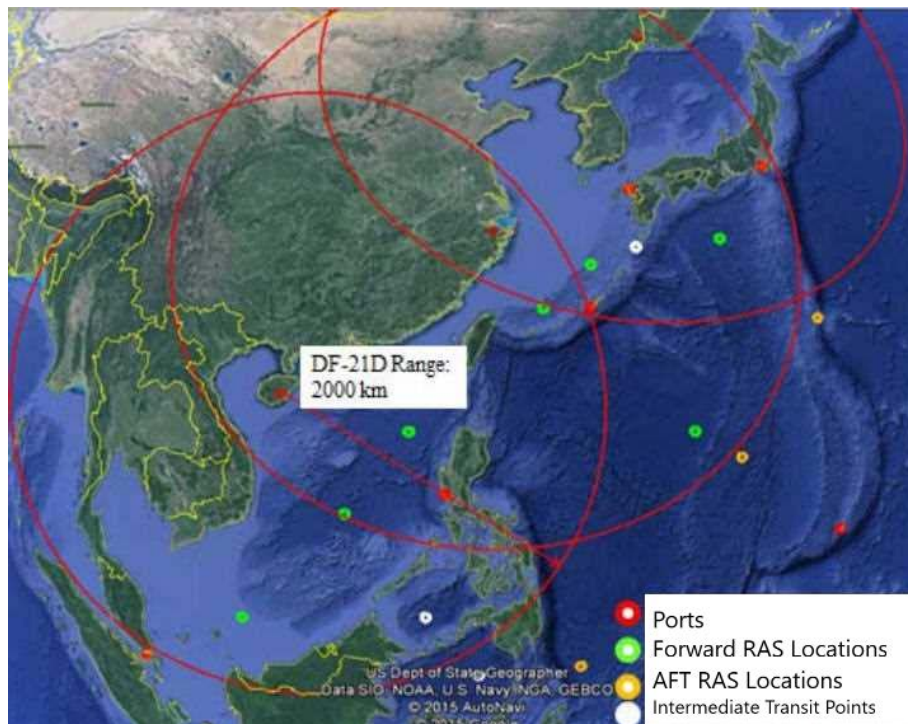 DF-21D Range:
2000 km
Ports
Forward RAS Locations
AFT RAS Locations
Intermediate Transit Points
US Dept of State Geographer
Data SIO, NOAA, U.S. Navy, NGA, GEBCO
© 2015 AutoNavi